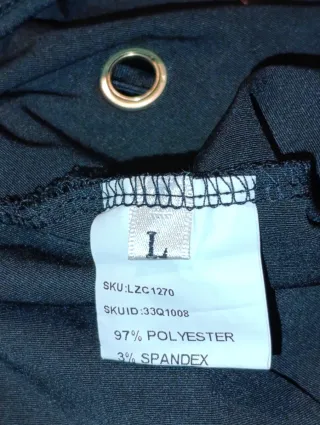 L
SKU:LZC1270
SKUID:33Q1008
97% POLYESTER
3% SPANDEX